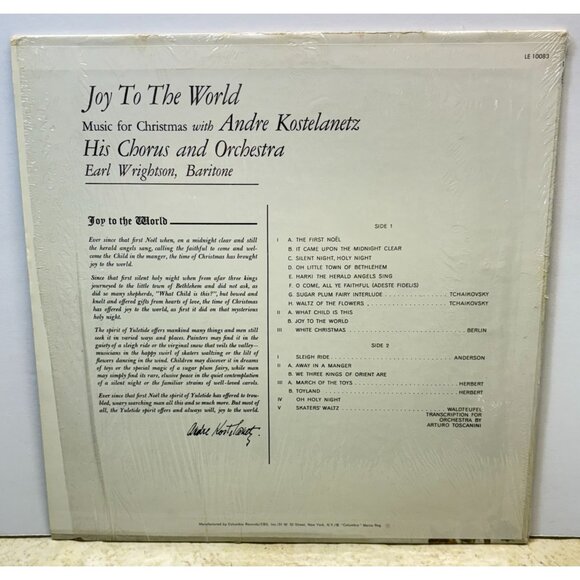 LE 10083
Joy To The World
Music for Christmas with Andre Kostelanetz
His Chorus and Orchestra
Earl Wrightson, Baritone
Joy to the World
Ever since that first Noël when, on a midnight clear and still
the herald angels sang, calling the faithful to come and wel-
come the Child in the manger, the time of Christmas has brought
joy to the world.
Since that first silent holy night when from afar three kings
journeyed to the little town of Bethlehem and did not ask, as
did so many shepherds, "What Child is this?", but bowed and
knelt and offered gifts from hearts of love, the time of Christmas
has offered joy to the world, as first it did on that mysterious
holy night.
The spirit of Yuletide offers mankind many things and men still
seek it in varied ways and places. Painters may find it in the
gaiety of a sleigh ride or the virginal snow that veils the valley—
musicians in the happy swirl of skaters waltzing or the lilt of
flowers dancing in the wind. Children may discover it in dreams
of toys or the special magic of a sugar plum fairy, while man
may simply find its rare, elusive peace in the quiet contemplation
of a silent night or the familiar strains of well-loved carols.
Ever since that first Noël the spirit of Yuletide has offered to trou-
bled, weary searching man all this and so much more. But most of
all, the Yuletide spirit offers and always will, joy to the world.
Andre Kostelanetz.
SIDE 1
I A. THE FIRST NOËL
B. IT CAME UPON THE MIDNIGHT CLEAR
C. SILENT NIGHT, HOLY NIGHT
D. OH LITTLE TOWN OF BETHLEHEM
E. HARK! THE HERALD ANGELS SING
F. O COME, ALL YE FAITHFUL (ADESTE FIDELIS)
G. SUGAR PLUM FAIRY INTERLUDE TCHAIKOVSKY
H. WALTZ OF THE FLOWERS TCHAIKOVSKY
II A. WHAT CHILD IS THIS
B. JOY TO THE WORLD
III WHITE CHRISTMAS BERLIN
SIDE 2
I SLEIGH RIDE ANDERSON
II A. AWAY IN A MANGER
B. WE THREE KINGS OF ORIENT ARE
III A. MARCH OF THE TOYS HERBERT
B. TOYLAND HERBERT
IV OH HOLY NIGHT
V SKATERS' WALTZ WALDTEUFEL
TRANSCRIPTION FOR
ORCHESTRA BY
ARTURO TOSCANINI
Manufactured by Columbia Records/CBS, Inc./51 W. 52 Street, New York, N.Y./® "Columbia" Marca Reg.